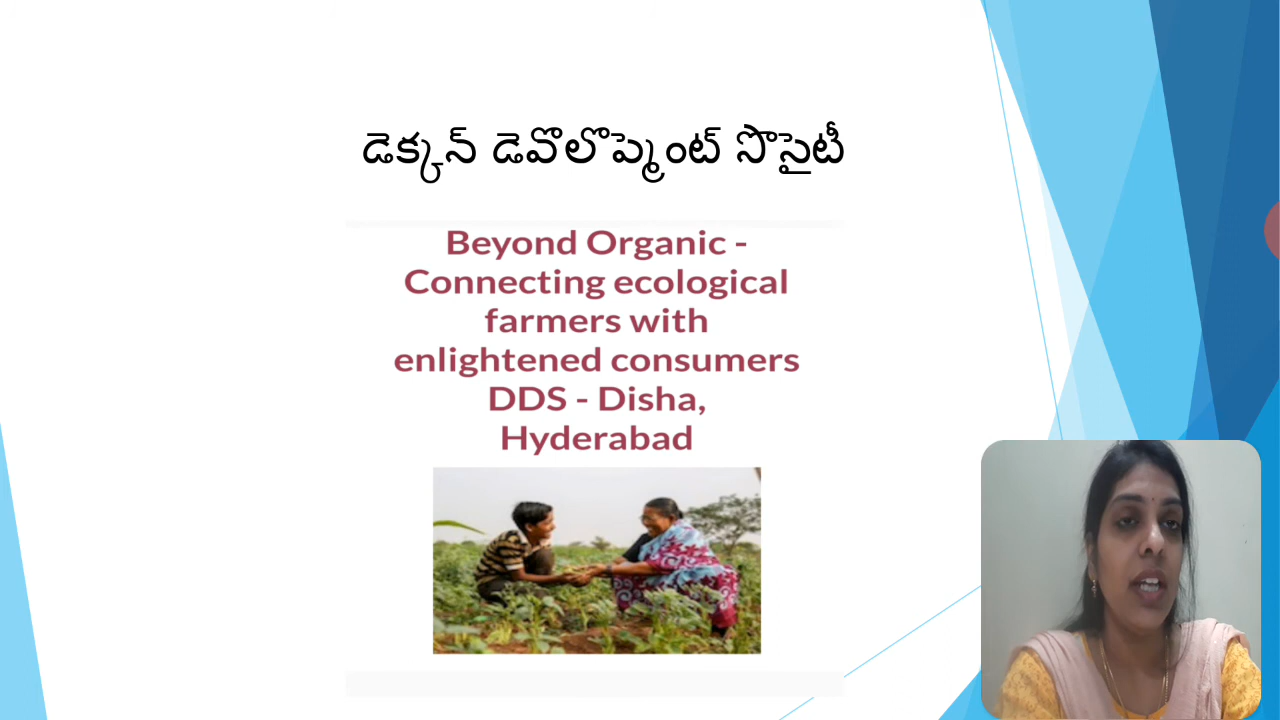 డెక్కన్ డెవొలొప్మెంట్ సొసైటీ
Beyond Organic -
Connecting ecological
farmers with
enlightened consumers
DDS - Disha,
Hyderabad